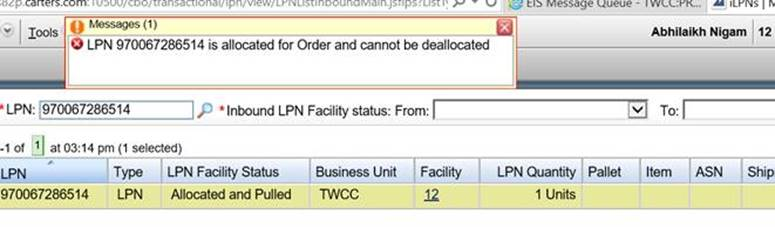 carters.com:10500/cbo/transactional/lpn/view/LPNListInboundMain.jsflps?List
EIS Message Queue - TWCC:PR...
iLPNs |
Messages (1)
Tools
LPN 970067286514 is allocated for Order and cannot be deallocated
Abhilaikh Nigam | 12
*LPN: 970067286514 *Inbound LPN Facility status: From: To:
-1 of 1 at 03:14 pm (1 selected)
LPN Type LPN Facility Status Business Unit Facility LPN Quantity Pallet Item ASN Ship
970067286514 LPN Allocated and Pulled TWCC 12 1 Units